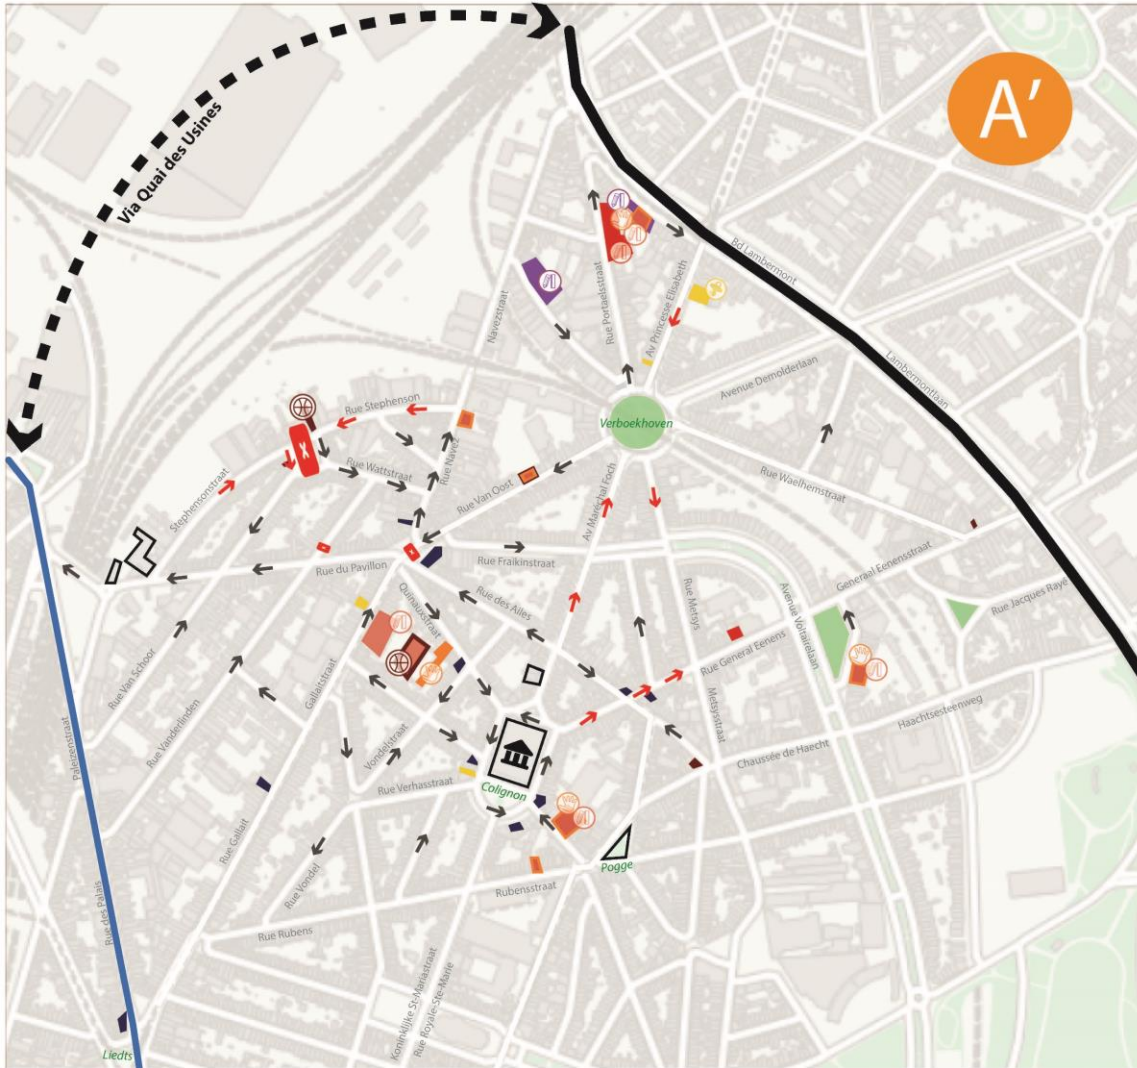 Via Quai des Usines
A'
Bd Lambermont
Lambermontlaan
Navezstraat
Rue Portaelsstraat
Av Princesse Elisabeth
Avenue Demolderlaan
Verboekhoven
Rue Stephenson
Stephensonstraat
Rue Wattstraat
Rue Navez
Rue Van Oost
Av Maréchal Foch
Rue Waelhemstraat
Rue du Pavillon
Rue Fraikinstraat
Generaal Eenensstraat
Rue Jacques Raye
Quinauxstraat
Rue des Ailes
Rue Metsys
Avenue Voltairelaan
Rue General Eenens
Rue Van Schoor
Rue Vanderlinden
Gallaitstraat
Metsysstraat
Haachtsesteenweg
Chaussée de Haecht
Paleizenstraat
Vondelstraat
Rue Verhasstraat
Colignon
Rue Gallait
Rue Vondel
Pogge
Rubensstraat
Rue Rubens
Rue des Palais
Koninklijke St-Mariastraat
Rue Royale-Ste-Marie
Liedts